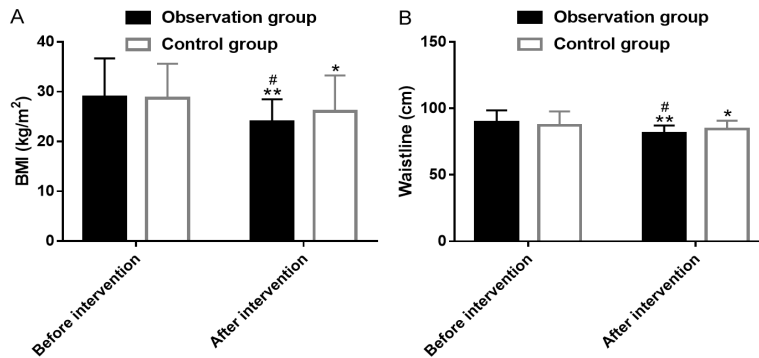 A
Observation group
Control group
BMI (kg/m²)
40
30
20
10
0
#
**
*
Before intervention
After intervention
B
Observation group
Control group
Waistline (cm)
150
100
50
0
#
**
*
Before intervention
After intervention